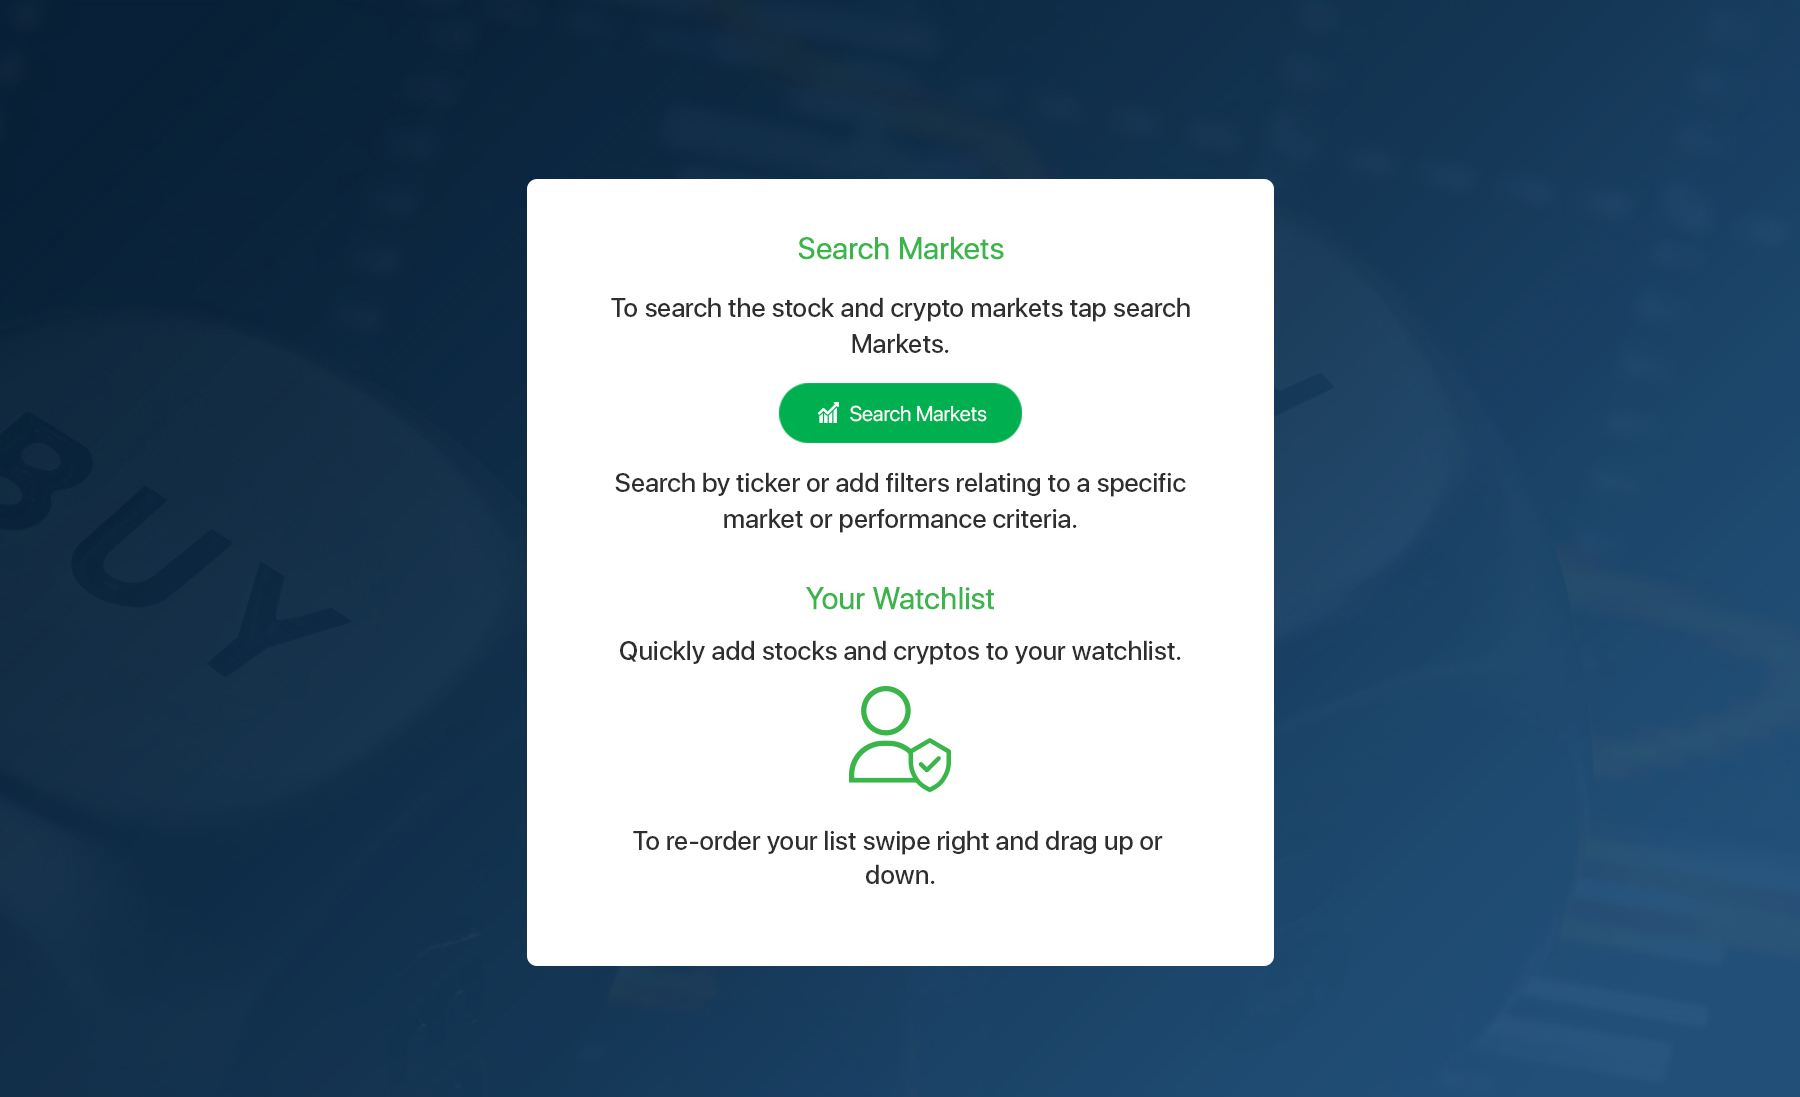 Search Markets
To search the stock and crypto markets tap search
Markets.
Search Markets
Search by ticker or add filters relating to a specific
market or performance criteria.
Your Watchlist
Quickly add stocks and cryptos to your watchlist.
To re-order your list swipe right and drag up or
down.
BUY